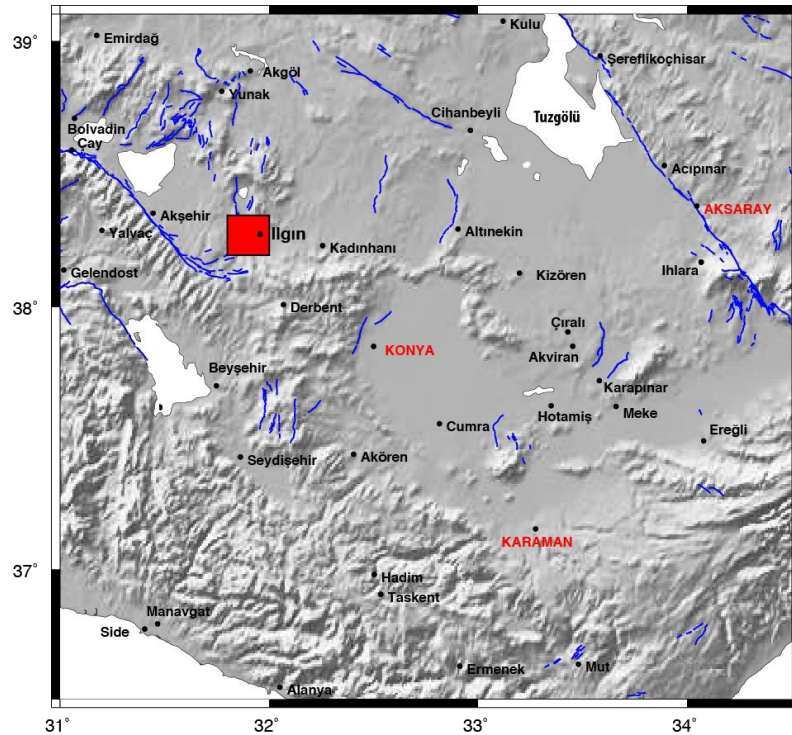 39°
Kulu
Emirdağ
Şereflikoçhisar
Akgöl
Yunak
Cihanbeyli
Tuzgölü
Bolvadin
Çay
Acıpınar
AKSARAY
Akşehir
Yalvaç
Ilgın
Altınekin
Kadınhanı
Ihlara
Gelendost
Kızören
38°
Derbent
Çıralı
KONYA
Akviran
Beyşehir
Karapınar
Hotamış
Meke
Cumra
Ereğli
Seydişehir
Akören
KARAMAN
37°
Hadim
Taskent
Manavgat
Side
Ermenek
Mut
Alanya
31°
32°
33°
34°